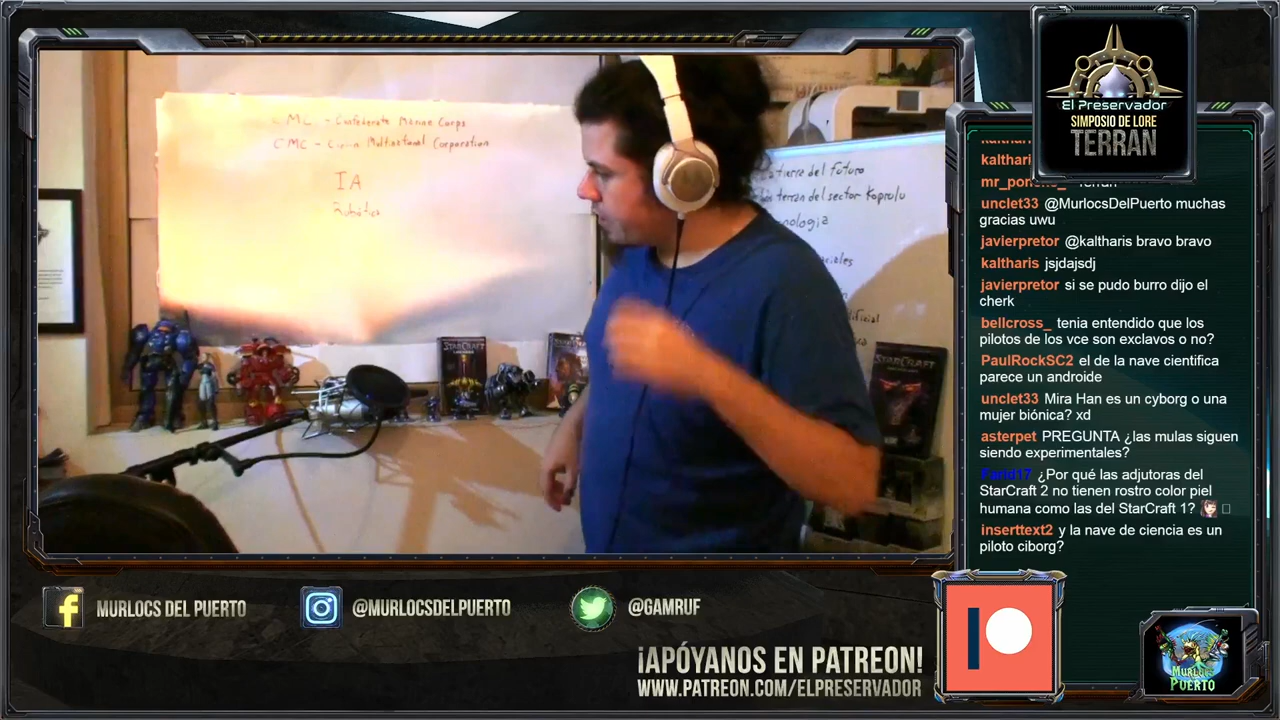 CMC - Confederate Marine Corps
CMC - Multinational Corporation
IA
Robótica
tierra del futuro
terran del sector Koprulu
STARCRAFT
STARCRAFT
STARCRAFT
El Preservador
SIMPOSIO DE LORE
TERRAN
kaltharis
mr_poncho_ Terran
unclet33 @MurlocsDelPuerto muchas
gracias uwu
javierpretor @kaltharis bravo bravo
kaltharis jsjdajsdj
javierpretor si se pudo burro dijo el
cherk
bellcross_ tenia entendido que los
pilotos de los vce son exclavos o no?
PaulRockSC2 el de la nave cientifica
parece un androide
unclet33 Mira Han es un cyborg o una
mujer biónica? xd
asterpet PREGUNTA ¿las mulas siguen
siendo experimentales?
Farid17 ¿Por qué las adjutoras del
StarCraft 2 no tienen rostro color piel
humana como las del StarCraft 1?
inserttext2 y la nave de ciencia es un
piloto ciborg?
MURLOCS DEL PUERTO
@MURLOCSDELPUERTO
@GAMRUF
¡APÓYANOS EN PATREON!
WWW.PATREON.COM/ELPRESERVADOR
MURLOCS
PUERTO